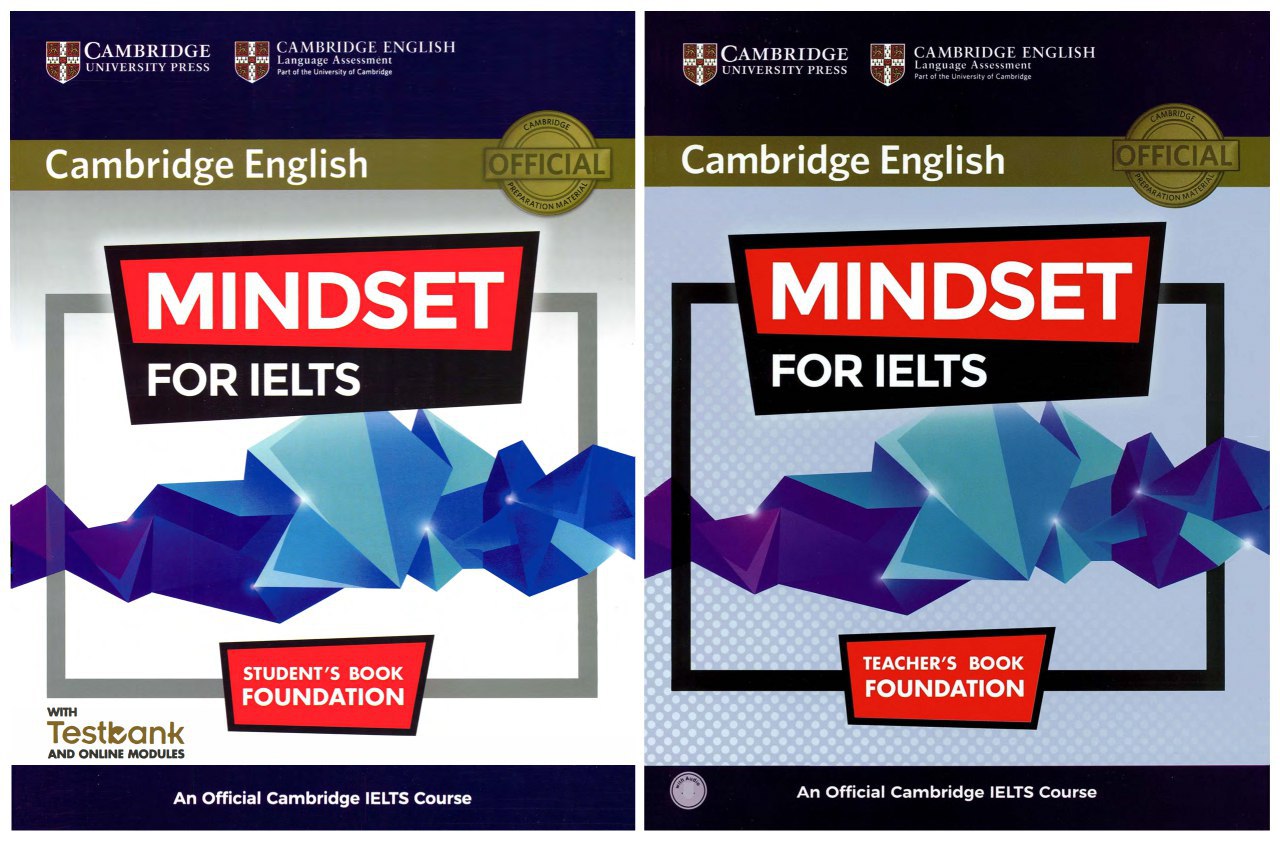 CAMBRIDGE
UNIVERSITY PRESS
CAMBRIDGE ENGLISH
Language Assessment
Part of the University of Cambridge
Cambridge English
CAMBRIDGE
OFFICIAL
PREPARATION MATERIAL
MINDSET
FOR IELTS
STUDENT'S BOOK
FOUNDATION
WITH
Testbank
AND ONLINE MODULES
An Official Cambridge IELTS Course
CAMBRIDGE
UNIVERSITY PRESS
CAMBRIDGE ENGLISH
Language Assessment
Part of the University of Cambridge
Cambridge English
CAMBRIDGE
OFFICIAL
PREPARATION MATERIAL
MINDSET
FOR IELTS
TEACHER'S BOOK
FOUNDATION
with Audio
An Official Cambridge IELTS Course